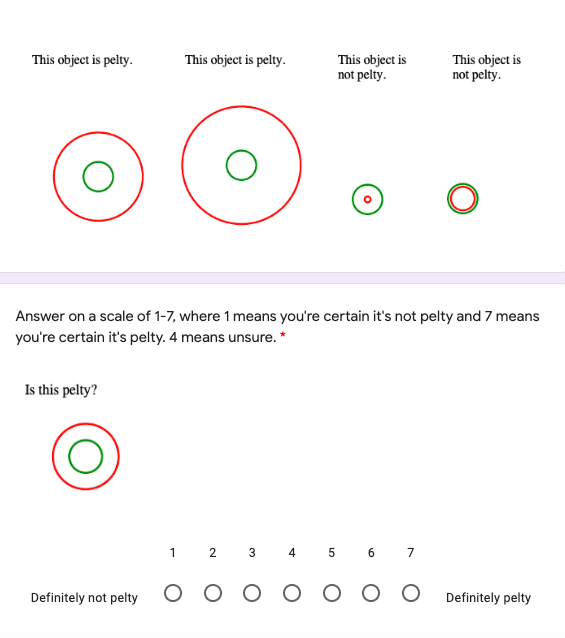 This object is pelty.
This object is pelty.
This object is
not pelty.
This object is
not pelty.
Answer on a scale of 1-7, where 1 means you're certain it's not pelty and 7 means
you're certain it's pelty. 4 means unsure. *
Is this pelty?
1 2 3 4 5 6 7
Definitely not pelty Definitely pelty